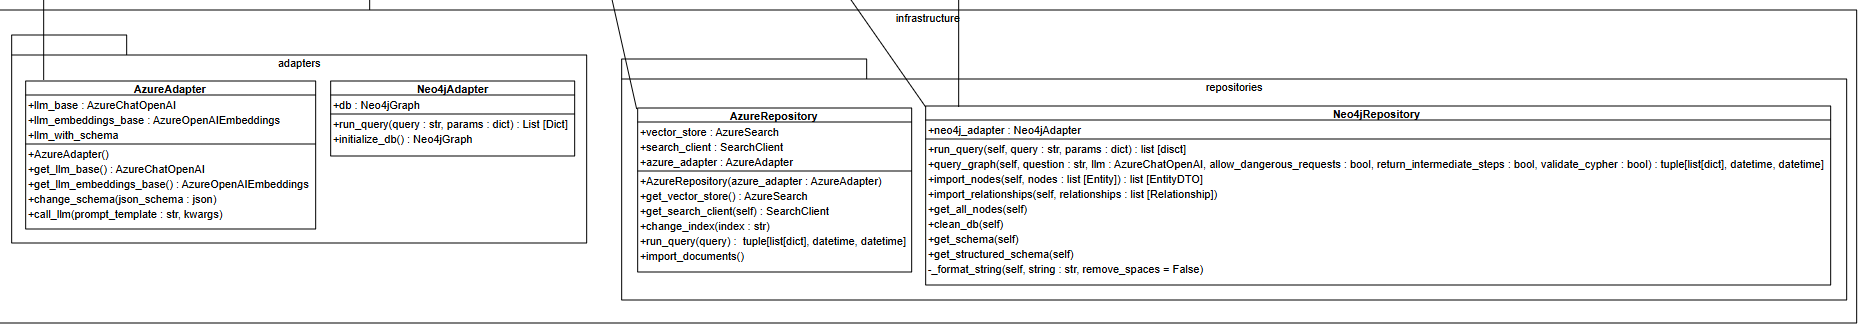 infrastructure
adapters
AzureAdapter
+llm_base : AzureChatOpenAI
+llm_embeddings_base : AzureOpenAIEmbeddings
+llm_with_schema
+AzureAdapter()
+get_llm_base() : AzureChatOpenAI
+get_llm_embeddings_base() : AzureOpenAIEmbeddings
+change_schema(json_schema : json)
+call_llm(prompt_template : str, kwargs)
Neo4jAdapter
+db : Neo4jGraph
+run_query(query : str, params : dict) : List [Dict]
+initialize_db() : Neo4jGraph
repositories
AzureRepository
+vector_store : AzureSearch
+search_client : SearchClient
+azure_adapter : AzureAdapter
+AzureRepository(azure_adapter : AzureAdapter)
+get_vector_store() : AzureSearch
+get_search_client(self) : SearchClient
+change_index(index : str)
+run_query(query) : tuple[list[dict], datetime, datetime]
+import_documents()
Neo4jRepository
+neo4j_adapter : Neo4jAdapter
+run_query(self, query : str, params : dict) : list [disct]
+query_graph(self, question : str, llm : AzureChatOpenAI, allow_dangerous_requests : bool, return_intermediate_steps : bool, validate_cypher : bool) : tuple[list[dict], datetime, datetime]
+import_nodes(self, nodes : list [Entity]) : list [EntityDTO]
+import_relationships(self, relationships : list [Relationship])
+get_all_nodes(self)
+clean_db(self)
+get_schema(self)
+get_structured_schema(self)
-_format_string(self, string : str, remove_spaces = False)